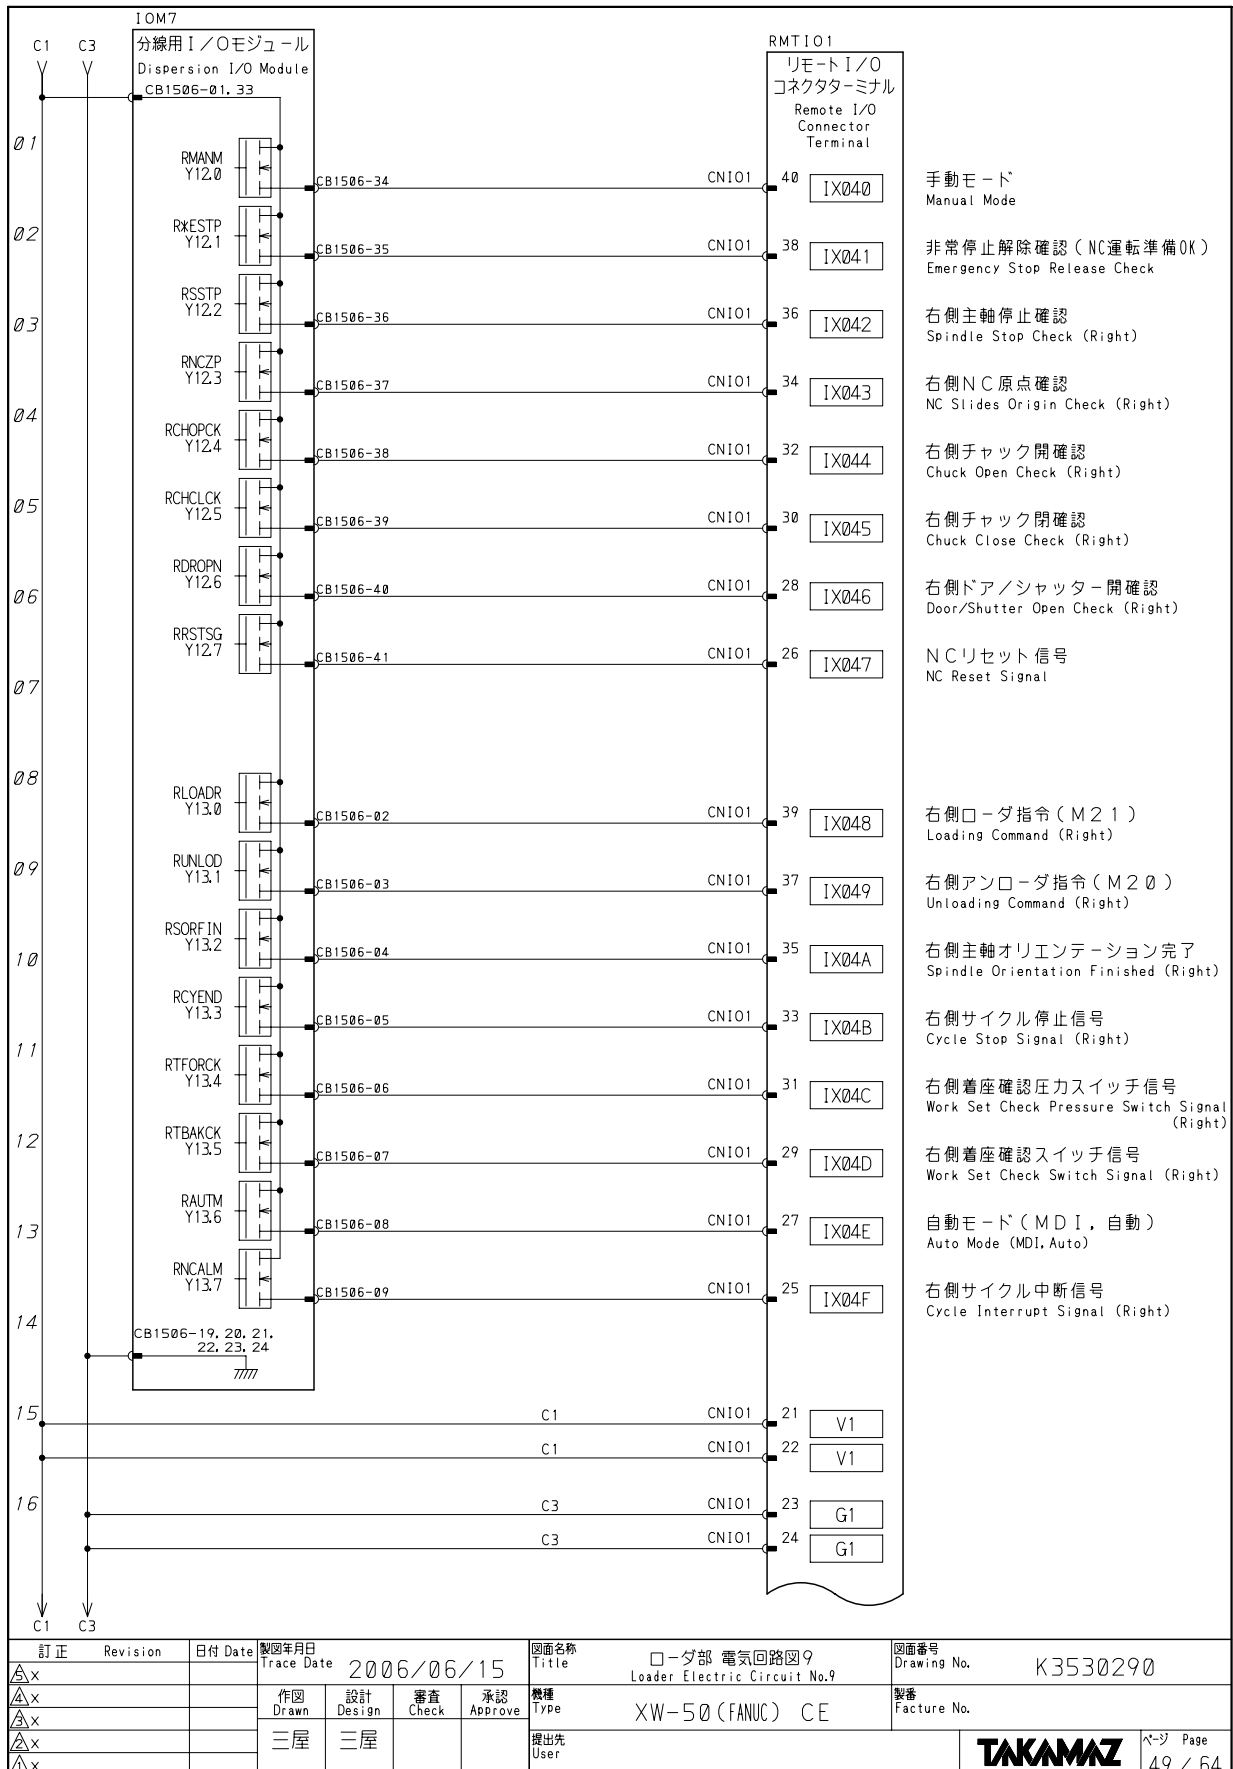 IOM7
C1 C3
分線用I／Oモジュール
Dispersion I/O Module
CB1506-01.33
RMTIO1
リモートI／O
コネクタターミナル
Remote I/O
Connector
Terminal
01
RMANM
Y12.0
CB1506-34
CNIO1 40 IX040
手動モード
Manual Mode
02
R*ESTP
Y12.1
CB1506-35
CNIO1 38 IX041
非常停止解除確認（NC運転準備OK）
Emergency Stop Release Check
03
RSSTP
Y12.2
CB1506-36
CNIO1 36 IX042
右側主軸停止確認
Spindle Stop Check (Right)
RNCZP
Y12.3
CB1506-37
CNIO1 34 IX043
右側NC原点確認
NC Slides Origin Check (Right)
04
RCHOPCK
Y12.4
CB1506-38
CNIO1 32 IX044
右側チャック開確認
Chuck Open Check (Right)
05
RCHCLCK
Y12.5
CB1506-39
CNIO1 30 IX045
右側チャック閉確認
Chuck Close Check (Right)
06
RDROPN
Y12.6
CB1506-40
CNIO1 28 IX046
右側ドア／シャッター開確認
Door/Shutter Open Check (Right)
RRSTSG
Y12.7
CB1506-41
CNIO1 26 IX047
NCリセット信号
NC Reset Signal
07
08
RLOADR
Y13.0
CB1506-02
CNIO1 39 IX048
右側ローダ指令（M21）
Loading Command (Right)
09
RUNLOD
Y13.1
CB1506-03
CNIO1 37 IX049
右側アンローダ指令（M20）
Unloading Command (Right)
10
RSORFIN
Y13.2
CB1506-04
CNIO1 35 IX04A
右側主軸オリエンテーション完了
Spindle Orientation Finished (Right)
RCYEND
Y13.3
CB1506-05
CNIO1 33 IX04B
右側サイクル停止信号
Cycle Stop Signal (Right)
11
RTFORCK
Y13.4
CB1506-06
CNIO1 31 IX04C
右側着座確認圧力スイッチ信号
Work Set Check Pressure Switch Signal
(Right)
12
RTBAKCK
Y13.5
CB1506-07
CNIO1 29 IX04D
右側着座確認スイッチ信号
Work Set Check Switch Signal (Right)
13
RAUTM
Y13.6
CB1506-08
CNIO1 27 IX04E
自動モード（MDI，自動）
Auto Mode (MDI,Auto)
RNCALM
Y13.7
CB1506-09
CNIO1 25 IX04F
右側サイクル中断信号
Cycle Interrupt Signal (Right)
14
CB1506-19.20.21.
22.23.24
15
C1 CNIO1 21 V1
C1 CNIO1 22 V1
16
C3 CNIO1 23 G1
C3 CNIO1 24 G1
C1 C3
訂正 Revision 日付 Date
5 ×
4 ×
3 ×
2 ×
1 ×
製図年月日
Trace Date 2006/06/15
作図 設計 審査 承認
Drawn Design Check Approve
三屋 三屋
図面名称
Title
ローダ部 電気回路図9
Loader Electric Circuit No.9
機種
Type XW-50(FANUC) CE
提出先
User
図面番号
Drawing No. K3530290
製番
Facture No.
TAKAMAZ
ページ Page
49 / 64